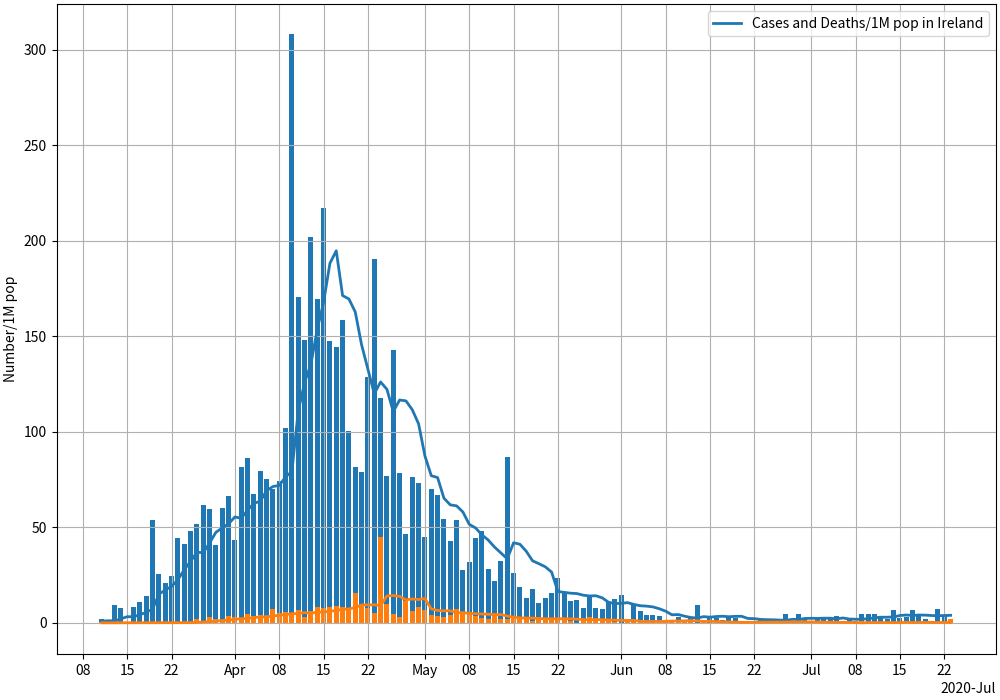 Cases and Deaths/1M pop in Ireland
300
250
200
150
100
50
0
Number/1M pop
08 15 22 Apr 08 15 22 May 08 15 22 Jun 08 15 22 Jul 08 15 22
2020-Jul